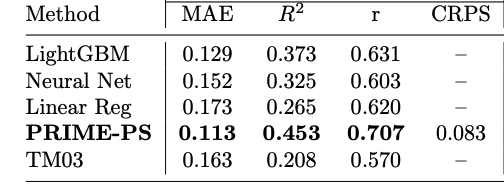 Method MAE R² r CRPS
LightGBM 0.129 0.373 0.631 –
Neural Net 0.152 0.325 0.603 –
Linear Reg 0.173 0.265 0.620 –
PRIME-PS 0.113 0.453 0.707 0.083
TM03 0.163 0.208 0.570 –